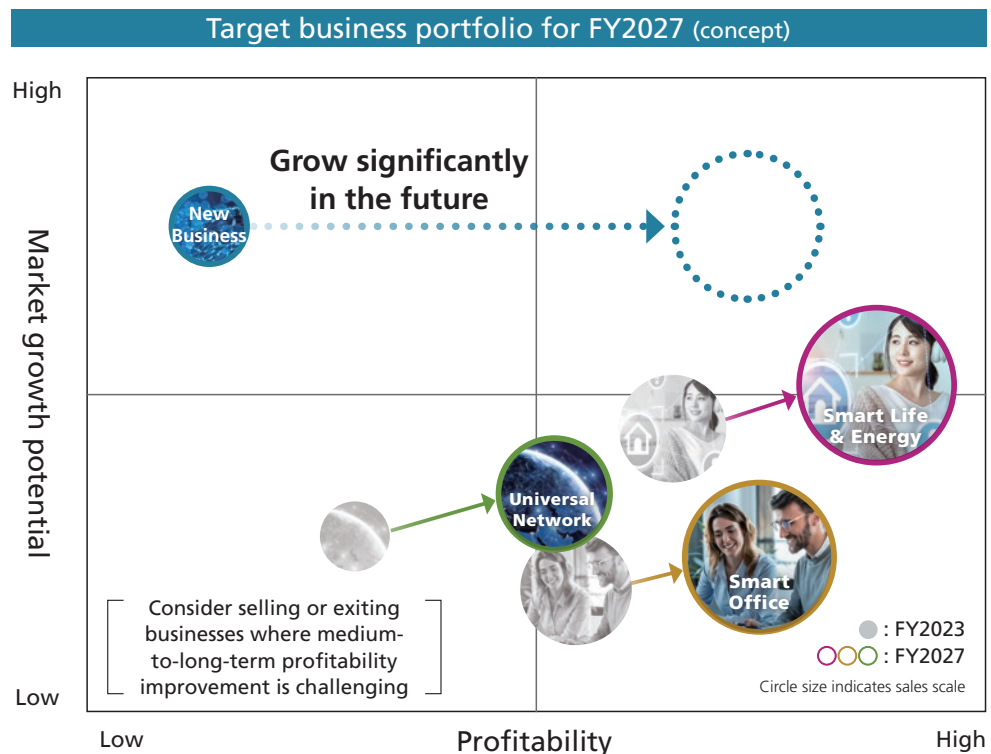 Target business portfolio for FY2027 (concept)
High
Market growth potential
Low
Grow significantly
in the future
New
Business
Smart Life
& Energy
Universal
Network
Smart
Office
Consider selling or exiting
businesses where medium-
to-long-term profitability
improvement is challenging
: FY2023
: FY2027
Circle size indicates sales scale
Low
Profitability
High